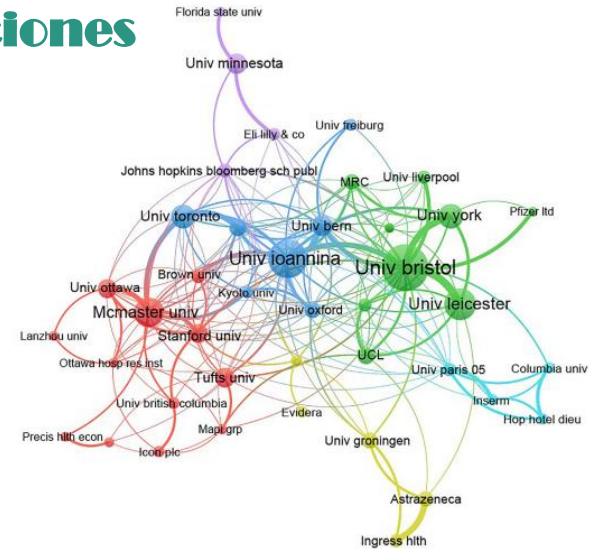 iones
Florida state univ
Univ minnesota
Eli lilly & co
Univ freiburg
Johns hopkins bloomberg sch publ
MRC
Univ liverpool
Univ toronto
Univ bern
Univ york
Pfizer ltd
Univ ioannina
Univ bristol
Brown univ
Univ ottawa
Kyoto univ
Mcmaster univ
Univ oxford
Univ leicester
Lanzhou univ
Stanford univ
Ottawa hosp res inst
UCL
Tufts univ
Univ paris 05
Columbia univ
Univ british columbia
Evidera
Inserm
Hop hotel dieu
Mapi grp
Precis hlth econ
Icon plc
Univ groningen
Astrazeneca
Ingress hlth